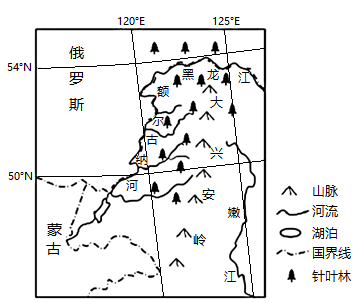 120°E
125°E
54°N
50°N
俄罗斯
蒙古
额尔古纳河
黑龙江
大兴安岭
嫩江
山脉
河流
湖泊
国界线
针叶林